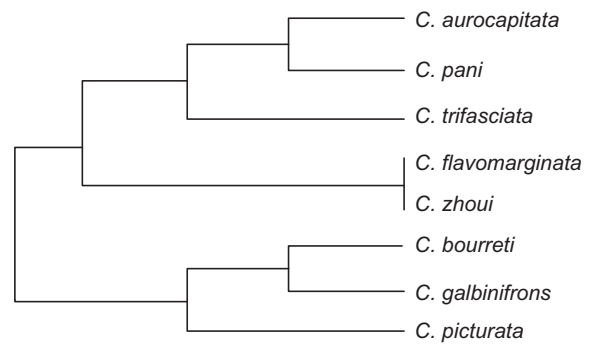 C. aurocapitata
C. pani
C. trifasciata
C. flavomarginata
C. zhoui
C. bourreti
C. galbinifrons
C. picturata